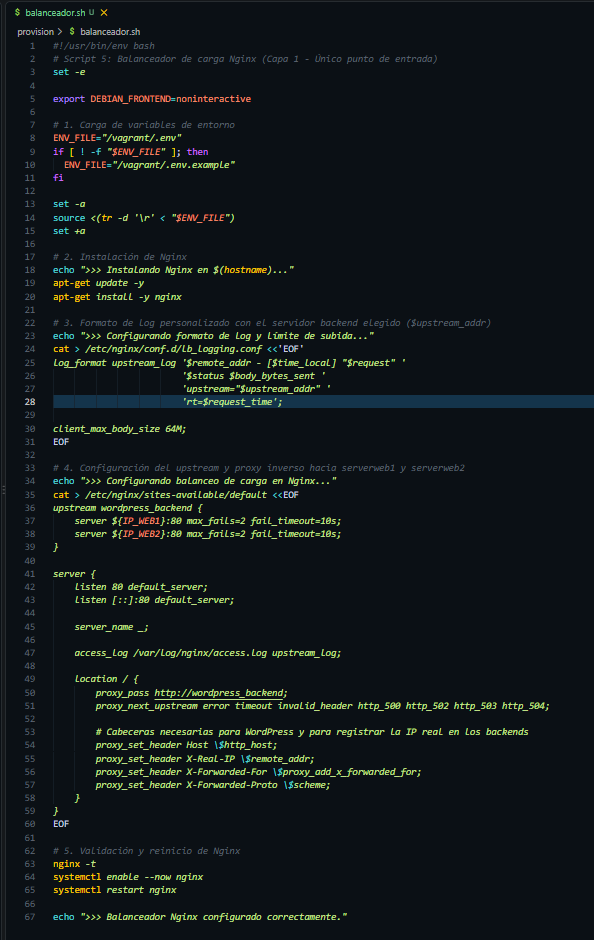 $ balanceador.sh U ×
provision > $ balanceador.sh
1 #!/usr/bin/env bash
2 # Script 5: Balanceador de carga Nginx (Capa 1 - Único punto de entrada)
3 set -e
4
5 export DEBIAN_FRONTEND=noninteractive
6
7 # 1. Carga de variables de entorno
8 ENV_FILE="/vagrant/.env"
9 if [ ! -f "$ENV_FILE" ]; then
10   ENV_FILE="/vagrant/.env.example"
11 fi
12
13 set -a
14 source <(tr -d '\r' < "$ENV_FILE")
15 set +a
16
17 # 2. Instalación de Nginx
18 echo ">>> Instalando Nginx en $(hostname)..."
19 apt-get update -y
20 apt-get install -y nginx
21
22 # 3. Formato de log personalizado con el servidor backend elegido ($upstream_addr)
23 echo ">>> Configurando formato de log y límite de subida..."
24 cat > /etc/nginx/conf.d/lb_logging.conf <<'EOF'
25 log_format upstream_log '$remote_addr - [$time_local] "$request" '
26                         '$status $body_bytes_sent '
27                         'upstream="$upstream_addr" '
28                         'rt=$request_time';
29
30 client_max_body_size 64M;
31 EOF
32
33 # 4. Configuración del upstream y proxy inverso hacia serverweb1 y serverweb2
34 echo ">>> Configurando balanceo de carga en Nginx..."
35 cat > /etc/nginx/sites-available/default <<EOF
36 upstream wordpress_backend {
37     server ${IP_WEB1}:80 max_fails=2 fail_timeout=10s;
38     server ${IP_WEB2}:80 max_fails=2 fail_timeout=10s;
39 }
40
41 server {
42     listen 80 default_server;
43     listen [::]:80 default_server;
44
45     server_name _;
46
47     access_log /var/log/nginx/access.log upstream_log;
48
49     location / {
50         proxy_pass http://wordpress_backend;
51         proxy_next_upstream error timeout invalid_header http_500 http_502 http_503 http_504;
52
53         # Cabeceras necesarias para WordPress y para registrar la IP real en los backends
54         proxy_set_header Host \$http_host;
55         proxy_set_header X-Real-IP \$remote_addr;
56         proxy_set_header X-Forwarded-For \$proxy_add_x_forwarded_for;
57         proxy_set_header X-Forwarded-Proto \$scheme;
58     }
59 }
60 EOF
61
62 # 5. Validación y reinicio de Nginx
63 nginx -t
64 systemctl enable --now nginx
65 systemctl restart nginx
66
67 echo ">>> Balanceador Nginx configurado correctamente."